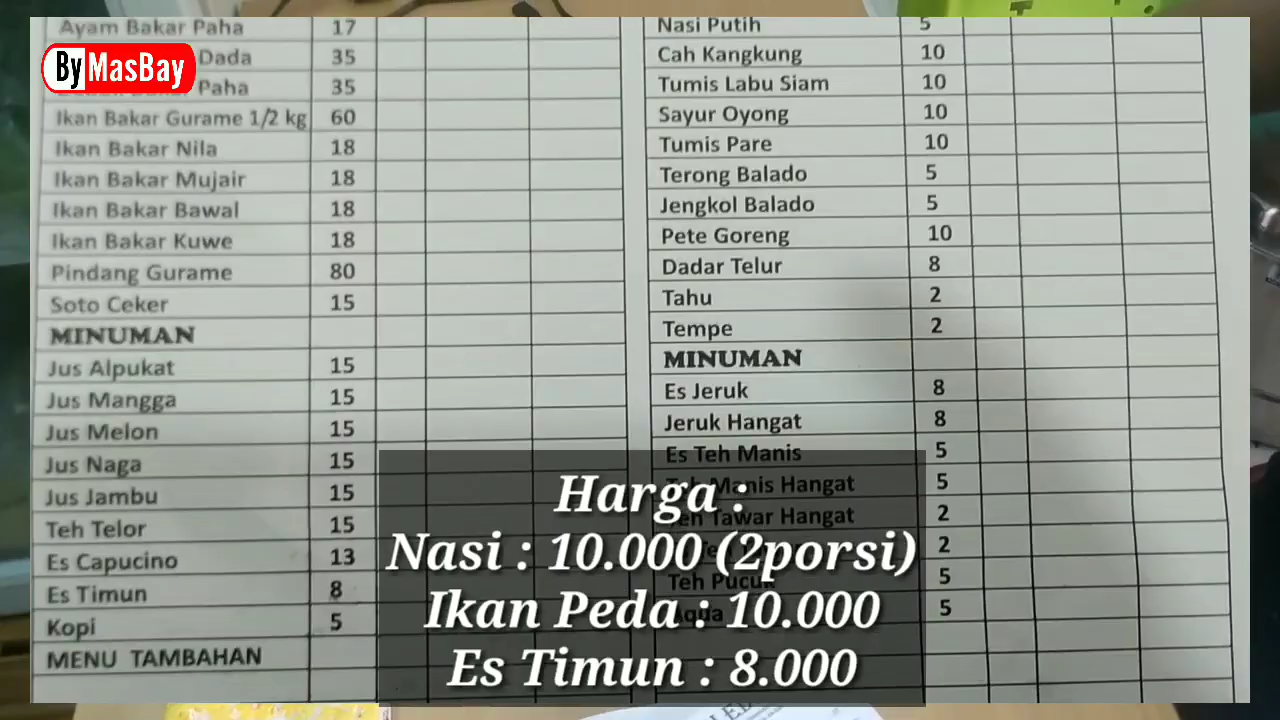 By MasBay
Ayam Bakar Paha 17
Dada 35
Paha 35
Ikan Bakar Gurame 1/2 kg 60
Ikan Bakar Nila 18
Ikan Bakar Mujair 18
Ikan Bakar Bawal 18
Ikan Bakar Kuwe 18
Pindang Gurame 80
Soto Ceker 15
MINUMAN
Jus Alpukat 15
Jus Mangga 15
Jus Melon 15
Jus Naga 15
Jus Jambu 15
Teh Telor 15
Es Capucino 13
Es Timun 8
Kopi 5
MENU TAMBAHAN
Nasi Putih 5
Cah Kangkung 10
Tumis Labu Siam 10
Sayur Oyong 10
Tumis Pare 10
Terong Balado 5
Jengkol Balado 5
Pete Goreng 10
Dadar Telur 8
Tahu 2
Tempe 2
MINUMAN
Es Jeruk 8
Jeruk Hangat 8
Es Teh Manis 5
Manis Hangat 5
Teh Tawar Hangat 2
2
Teh Pucuk 5
Aqua 5
Harga :
Nasi : 10.000 (2porsi)
Ikan Peda : 10.000
Es Timun : 8.000